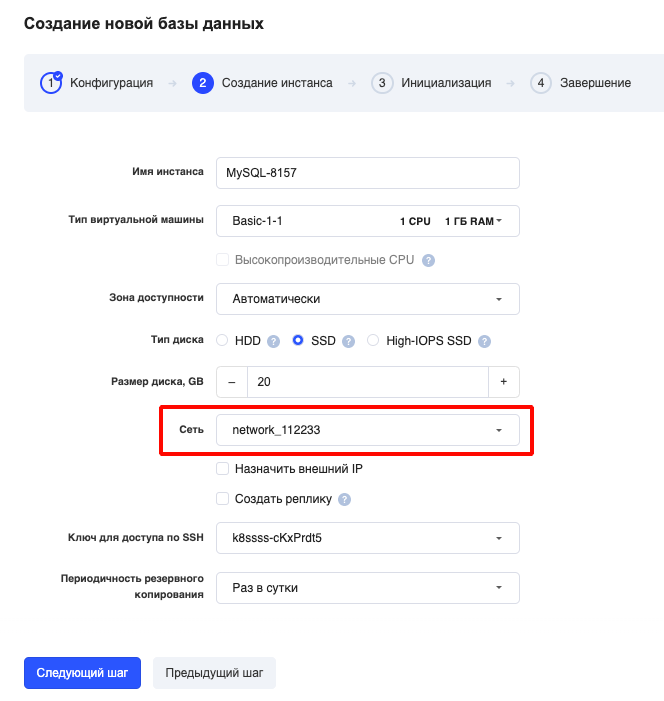 Создание новой базы данных
1 Конфигурация → 2 Создание инстанса → 3 Инициализация → 4 Завершение
Имя инстанса MySQL-8157
Тип виртуальной машины Basic-1-1 1 CPU 1 ГБ RAM
Высокопроизводительные CPU ?
Зона доступности Автоматически
Тип диска HDD ? SSD ? High-IOPS SSD ?
Размер диска, GB – 20 +
Сеть network_112233
Назначить внешний IP
Создать реплику ?
Ключ для доступа по SSH k8ssss-cKxPrdt5
Периодичность резервного
копирования Раз в сутки
Следующий шаг Предыдущий шаг